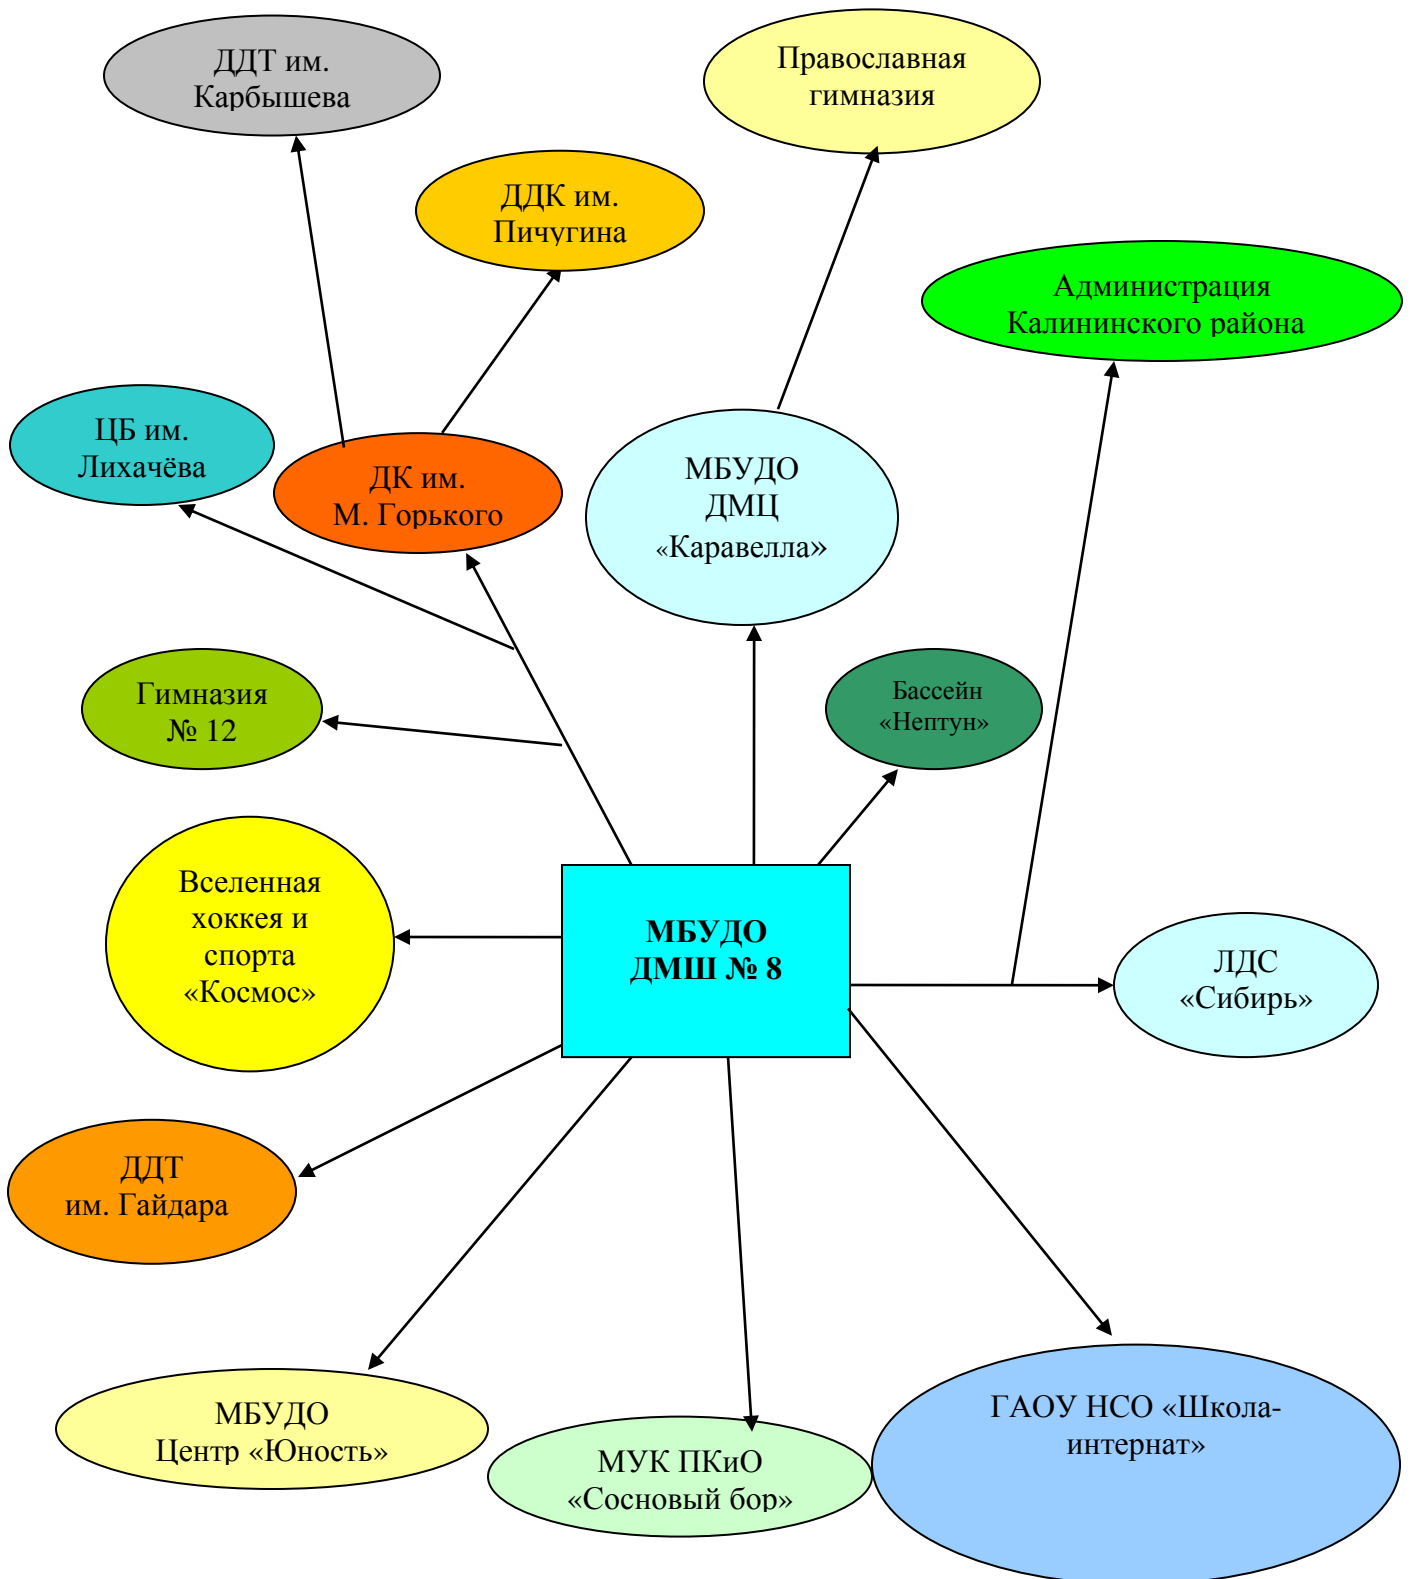 ДДТ им.
Карбышева
Православная
гимназия
ДДК им.
Пичугина
Администрация
Калининского района
ЦБ им.
Лихачёва
ДК им.
М. Горького
МБУДО
ДМЦ
«Каравелла»
Гимназия
№ 12
Бассейн
«Нептун»
Вселенная
хоккея и
спорта
«Космос»
МБУДО
ДМШ № 8
ЛДС
«Сибирь»
ДДТ
им. Гайдара
МБУДО
Центр «Юность»
МУК ПКиО
«Сосновый бор»
ГАОУ НСО «Школа-
интернат»